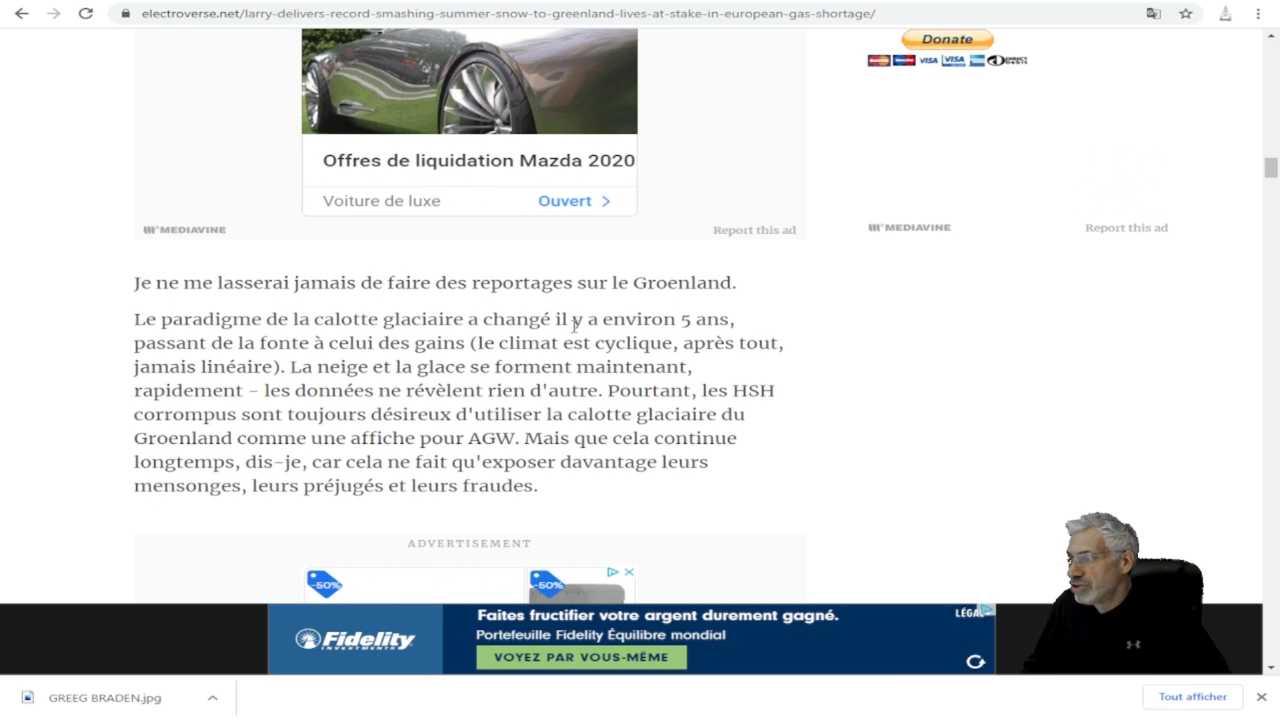 electroverse.net/larry-delivers-record-smashing-summer-snow-to-greenland-lives-at-stake-in-european-gas-shortage/
Donate
VISA VISA DIRECT Debit
Offres de liquidation Mazda 2020
Voiture de luxe Ouvert >
MEDIAVINE Report this ad
MEDIAVINE Report this ad
Je ne me lasserai jamais de faire des reportages sur le Groenland.
Le paradigme de la calotte glaciaire a changé il y a environ 5 ans,
passant de la fonte à celui des gains (le climat est cyclique, après tout,
jamais linéaire). La neige et la glace se forment maintenant,
rapidement - les données ne révèlent rien d'autre. Pourtant, les HSH
corrompus sont toujours désireux d'utiliser la calotte glaciaire du
Groenland comme une affiche pour AGW. Mais que cela continue
longtemps, dis-je, car cela ne fait qu'exposer davantage leurs
mensonges, leurs préjugés et leurs fraudes.
ADVERTISEMENT
-50% -50%
Faites fructifier votre argent durement gagné. LÉGAL
Fidelity INVESTMENTS Portefeuille Fidelity Équilibre mondial
VOYEZ PAR VOUS-MÊME
GREEG BRADEN.jpg Tout afficher